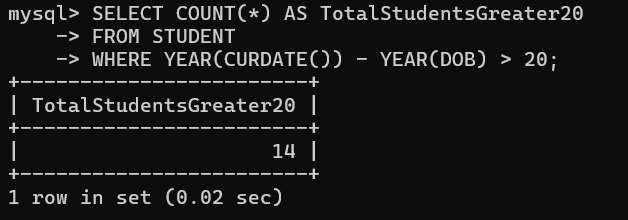 mysql> SELECT COUNT(*) AS TotalStudentsGreater20
    -> FROM STUDENT
    -> WHERE YEAR(CURDATE()) - YEAR(DOB) > 20;
+------------------------+
| TotalStudentsGreater20 |
+------------------------+
|                     14 |
+------------------------+
1 row in set (0.02 sec)